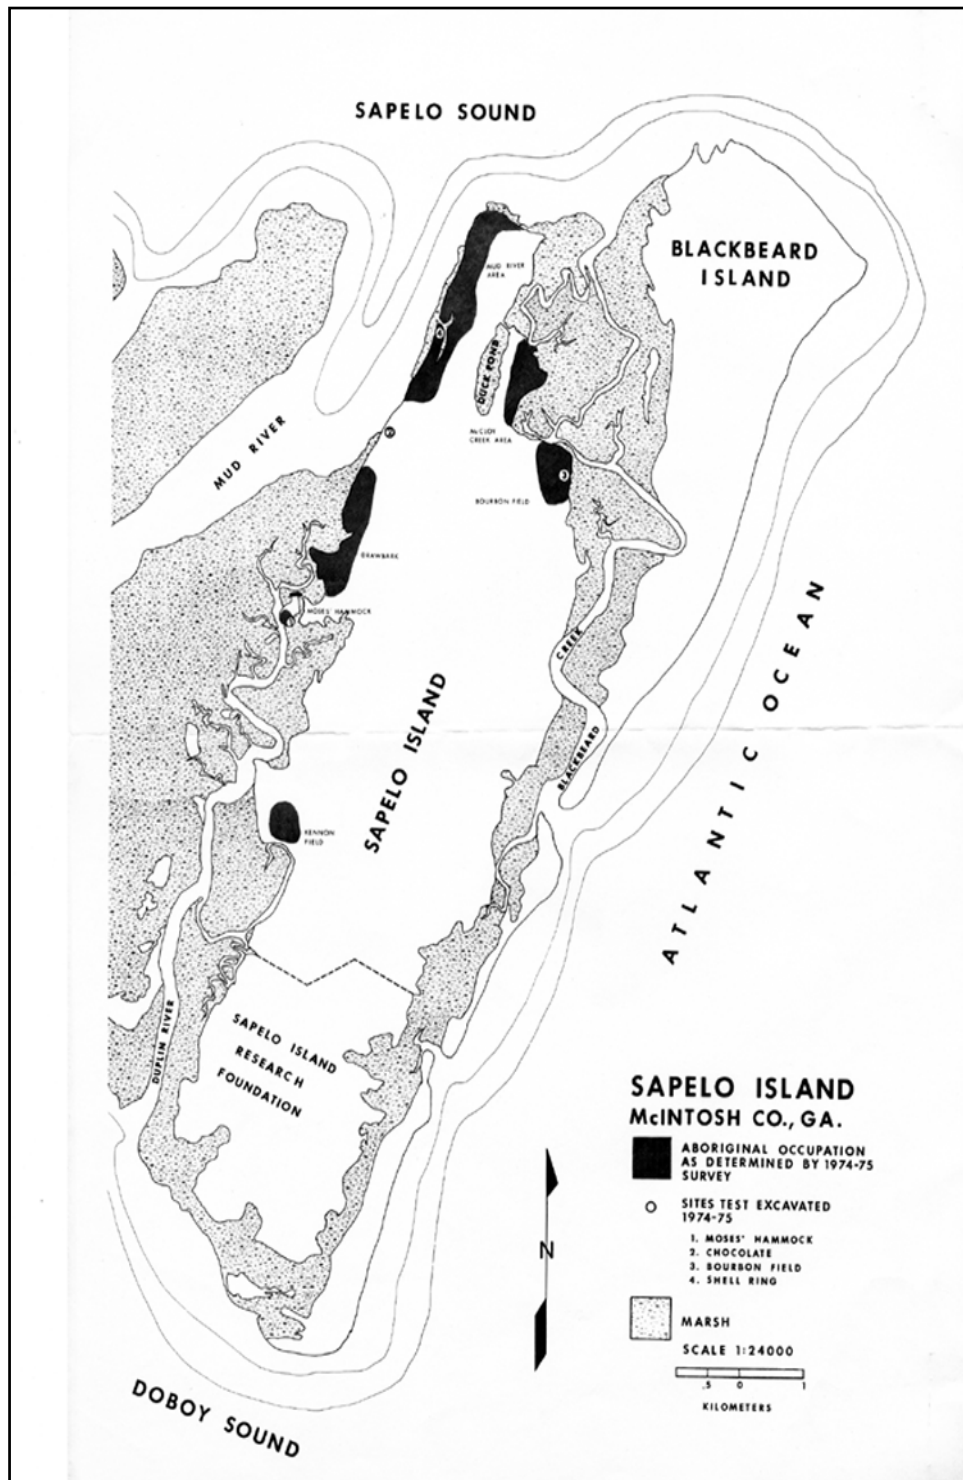 SAPELO SOUND
BLACKBEARD
ISLAND
MUD RIVER
AREA
DUCK POND
MUD RIVER
McCLOY
CREEK AREA
2
3
BOURBON FIELD
MOSES' HAMMOCK
CREEK
BLACKBEARD
SAPELO ISLAND
ATLANTIC OCEAN
KENNON
FIELD
DUPLIN RIVER
SAPELO ISLAND
RESEARCH
FOUNDATION
DOBOY SOUND
SAPELO ISLAND
McINTOSH CO., GA.
ABORIGINAL OCCUPATION
AS DETERMINED BY 1974-75
SURVEY
SITES TEST EXCAVATED
1974-75
1. MOSES' HAMMOCK
2. CHOCOLATE
3. BOURBON FIELD
4. SHELL RING
N
MARSH
SCALE 1:24000
.5 0 1
KILOMETERS